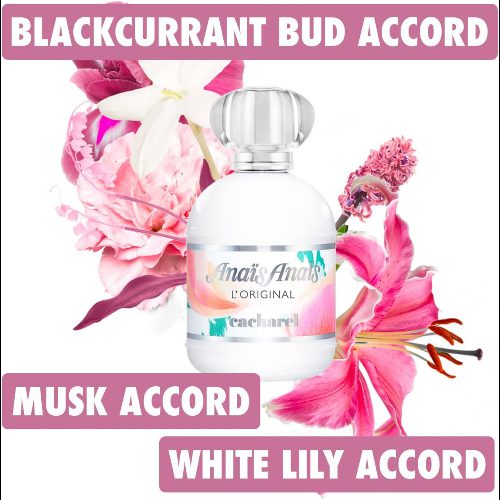 BLACKCURRANT BUD ACCORD
Anaïs Anaïs
L'ORIGINAL
cacharel
MUSK ACCORD
WHITE LILY ACCORD